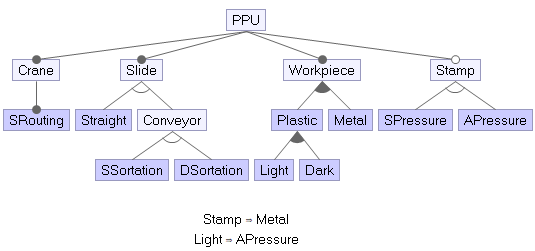 PPU
Crane Slide Workpiece Stamp
SRouting Straight Conveyor Plastic Metal SPressure APressure
SSortation DSortation Light Dark
Stamp ⇒ Metal
Light ⇒ APressure